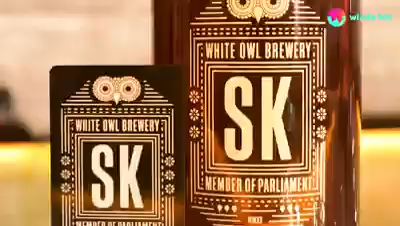 WHITE OWL BREWERY
SK
MEMBER OF PARLIAMENT
WHITE OWL BREWERY
SK
MEMBER OF PARLIAMENT